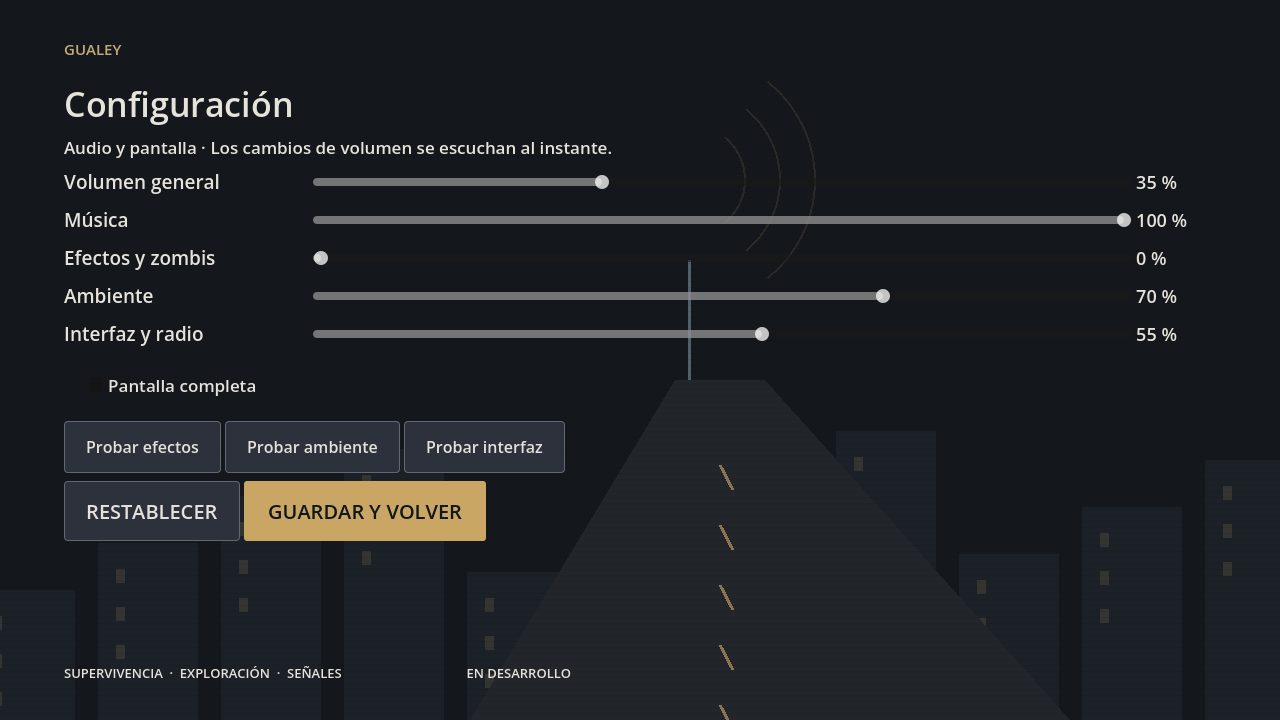 GUALEY
Configuración
Audio y pantalla · Los cambios de volumen se escuchan al instante.
Volumen general 35 %
Música 100 %
Efectos y zombis 0 %
Ambiente 70 %
Interfaz y radio 55 %
Pantalla completa
Probar efectos Probar ambiente Probar interfaz
RESTABLECER GUARDAR Y VOLVER
SUPERVIVENCIA · EXPLORACIÓN · SEÑALES EN DESARROLLO